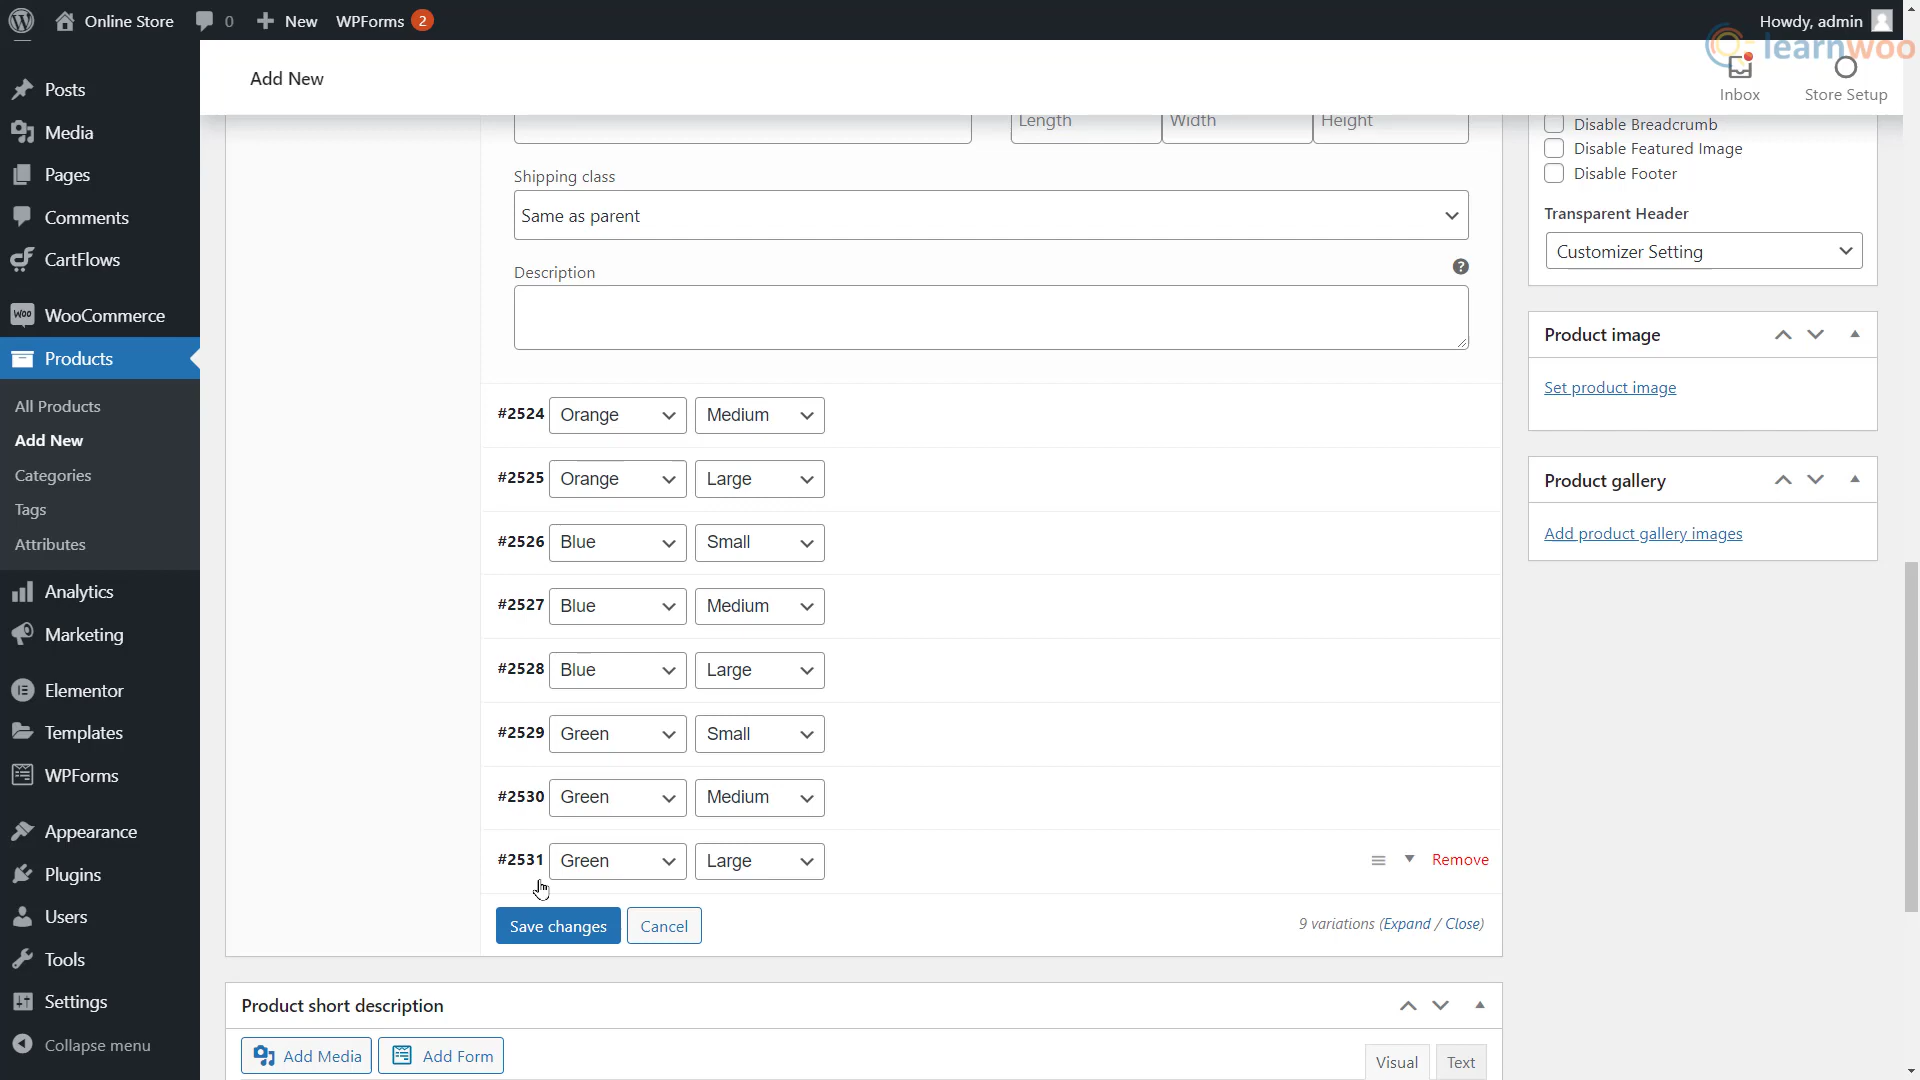 Online Store
0
New
WPForms 2
Howdy, admin
learnwoo
Posts
Media
Pages
Comments
CartFlows
WooCommerce
Products
All Products
Add New
Categories
Tags
Attributes
Analytics
Marketing
Elementor
Templates
WPForms
Appearance
Plugins
Users
Tools
Settings
Collapse menu
Add New
Inbox
Store Setup
Length Width Height
Shipping class
Same as parent
Description
#2524 Orange Medium
#2525 Orange Large
#2526 Blue Small
#2527 Blue Medium
#2528 Blue Large
#2529 Green Small
#2530 Green Medium
#2531 Green Large Remove
Save changes Cancel 9 variations (Expand / Close)
Product short description
Add Media Add Form Visual Text
Disable Breadcrumb
Disable Featured Image
Disable Footer
Transparent Header
Customizer Setting
Product image
Set product image
Product gallery
Add product gallery images